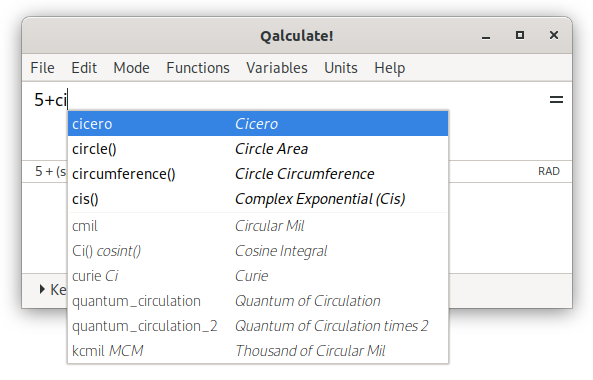 Qalculate!
File Edit Mode Functions Variables Units Help
5+ci
=
cicero Cicero
circle() Circle Area
circumference() Circle Circumference
5 + (s RAD
cis() Complex Exponential (Cis)
cmil Circular Mil
Ci() cosint() Cosine Integral
curie Ci Curie
Ke
quantum_circulation Quantum of Circulation
quantum_circulation_2 Quantum of Circulation times 2
kcmil MCM Thousand of Circular Mil